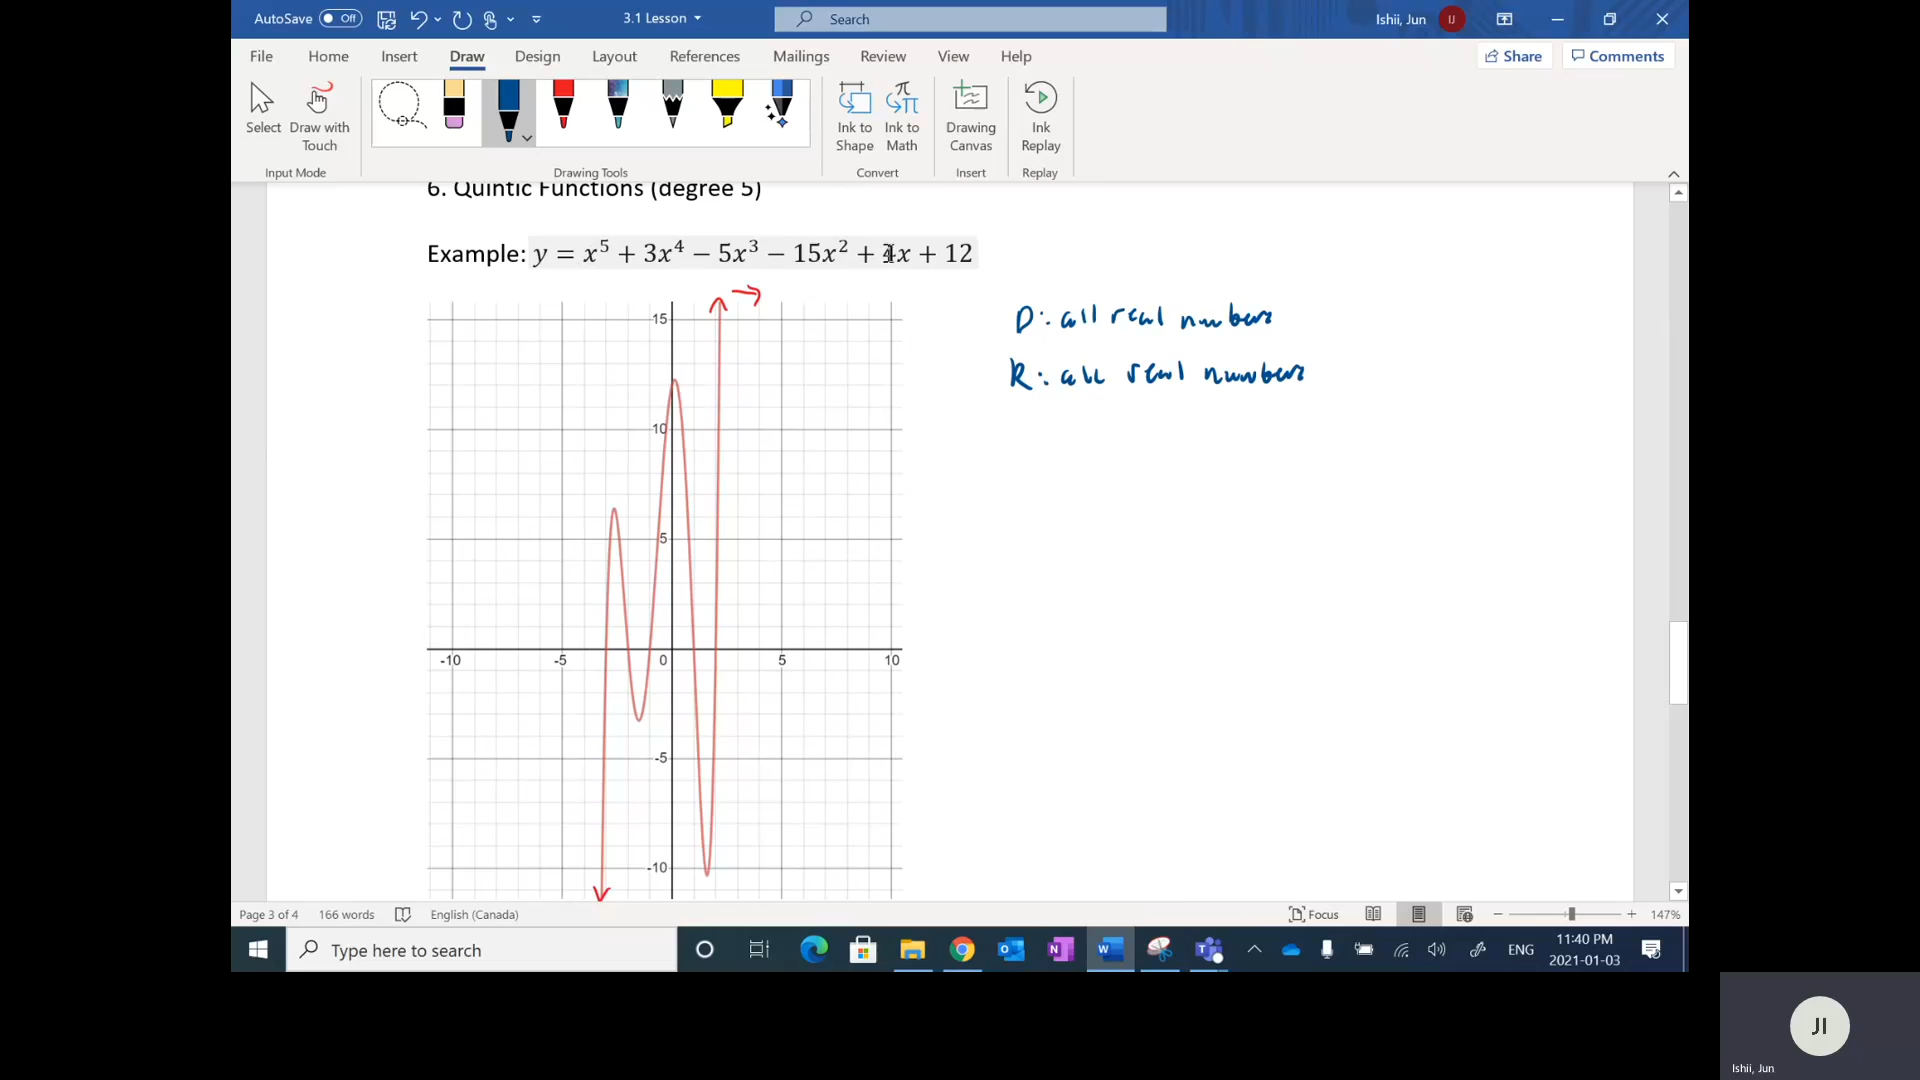 AutoSave Off 3.1 Lesson Search Ishii, Jun IJ
File Home Insert Draw Design Layout References Mailings Review View Help Share Comments
Select Draw with Touch Ink to Shape Ink to Math Drawing Canvas Ink Replay
Input Mode Drawing Tools Convert Insert Replay
6. Quintic Functions (degree 5)
Example: y = x⁵ + 3x⁴ − 5x³ − 15x² + x + 12
D: all real numbers
R: all real numbers
15
10
5
-10 -5 0 5 10
-5
-10
Page 3 of 4 166 words English (Canada) Focus 147%
Type here to search ENG 11:40 PM
2021-01-03
JI
Ishii, Jun